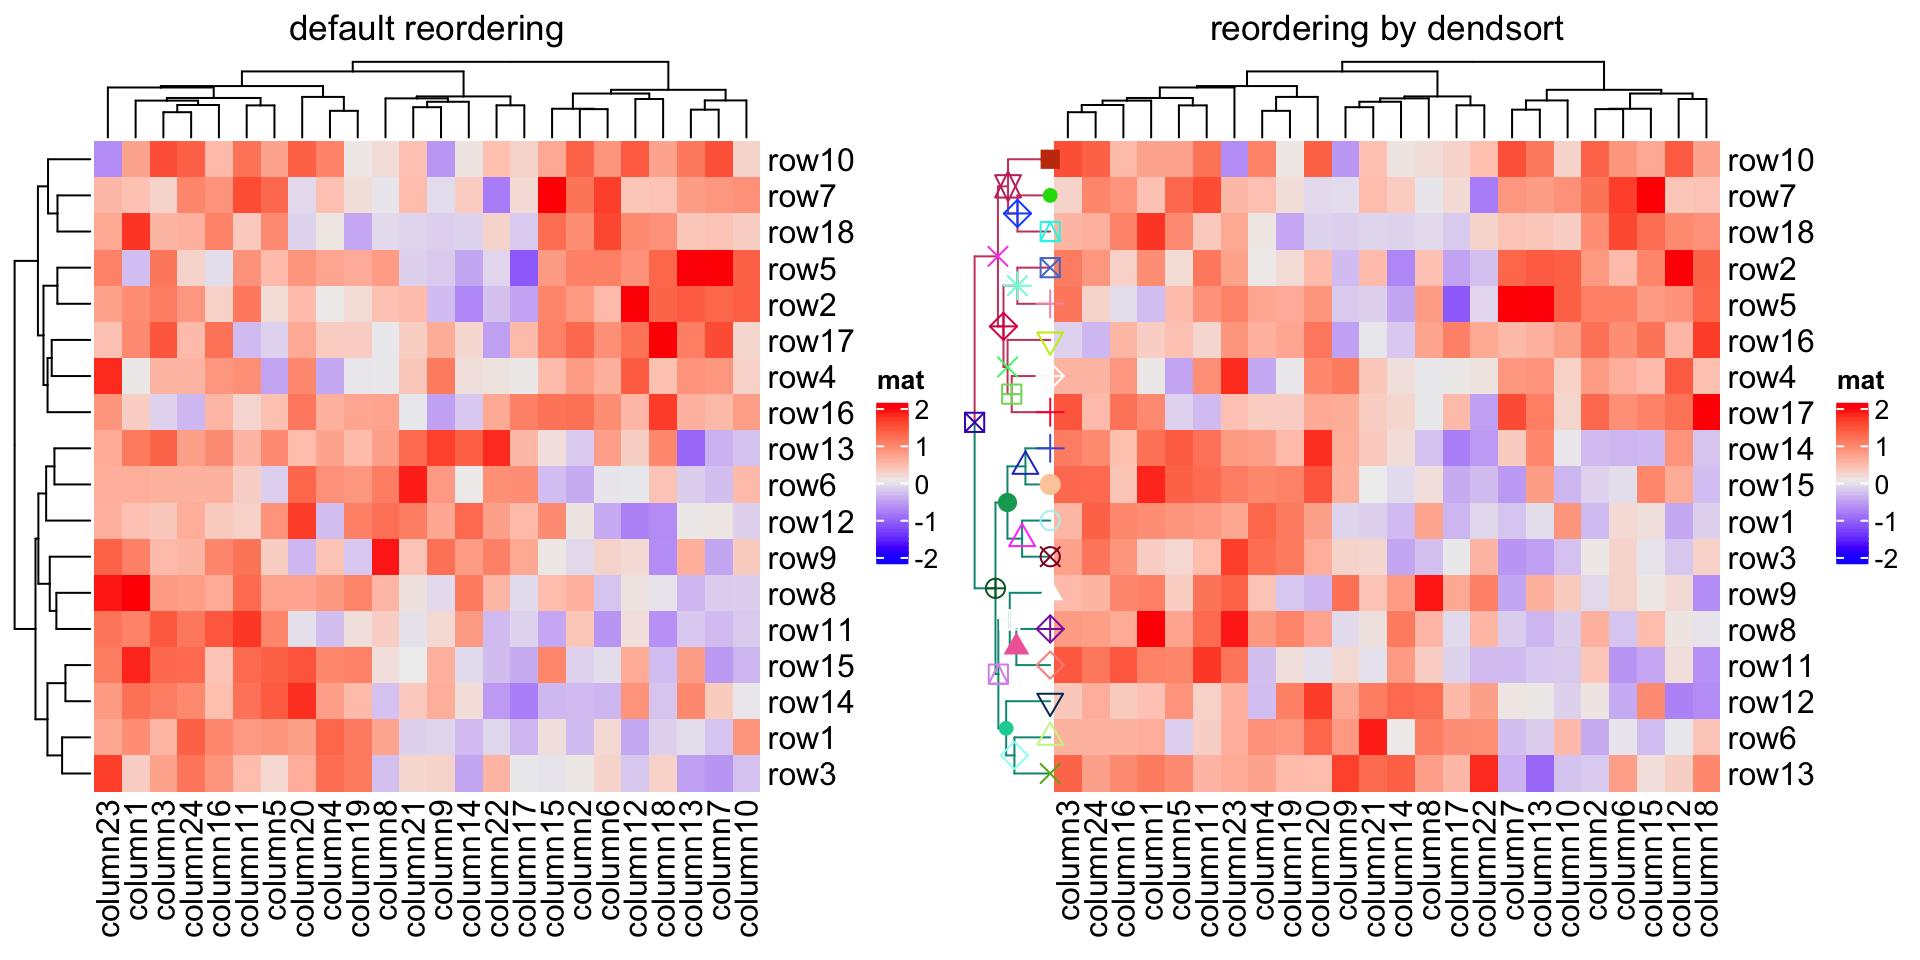 default reordering
row10
row7
row18
row5
row2
row17
row4
row16
row13
row6
row12
row9
row8
row11
row15
row14
row1
row3
column23
column1
column3
column24
column16
column11
column5
column20
column4
column19
column8
column21
column9
column14
column22
column17
column15
column2
column6
column12
column18
column13
column7
column10
mat
2
1
0
-1
-2
reordering by dendsort
row10
row7
row18
row2
row5
row16
row4
row17
row14
row15
row1
row3
row9
row8
row11
row12
row6
row13
column3
column24
column16
column1
column5
column11
column23
column4
column19
column20
column9
column21
column14
column8
column17
column22
column7
column13
column10
column2
column6
column15
column12
column18
mat
2
1
0
-1
-2